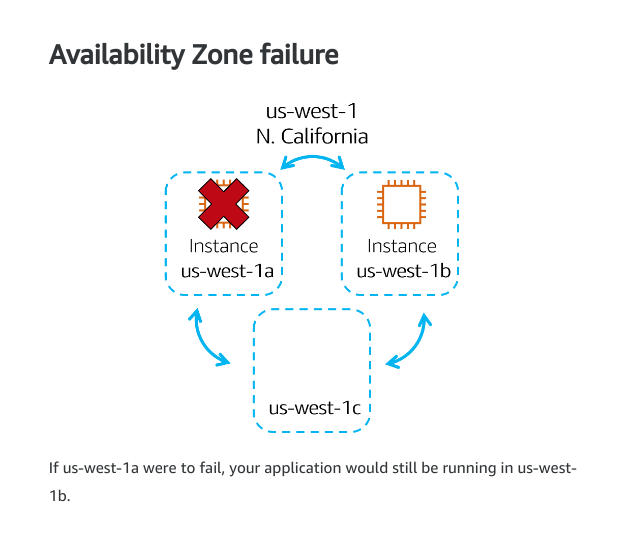 Availability Zone failure
us-west-1
N. California
Instance
us-west-1a
Instance
us-west-1b
us-west-1c
If us-west-1a were to fail, your application would still be running in us-west-
1b.